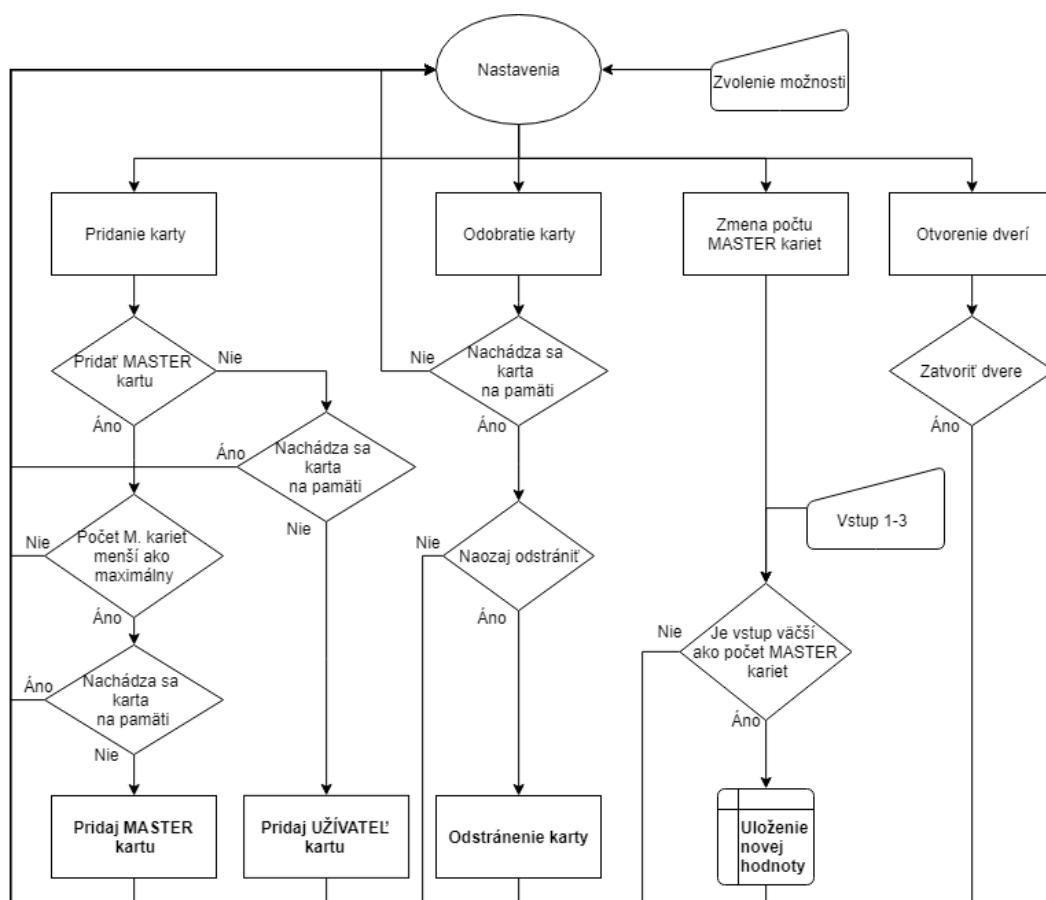 Nastavenia
Zvolenie možnosti
Pridanie karty
Odobratie karty
Zmena počtu
MASTER kariet
Otvorenie dverí
Pridať MASTER
kartu
Nie
Áno
Nachádza sa
karta
na pamäti
Áno
Nie
Nie
Nachádza sa
karta
na pamäti
Áno
Zatvoriť dvere
Áno
Počet M. kariet
menší ako
maximálny
Nie
Áno
Nie
Naozaj odstrániť
Áno
Vstup 1-3
Nie
Je vstup väčší
ako počet MASTER
kariet
Áno
Áno
Nachádza sa
karta
na pamäti
Nie
Pridaj MASTER
kartu
Pridaj UŽÍVATEĽ
kartu
Odstránenie karty
Uloženie
novej
hodnoty